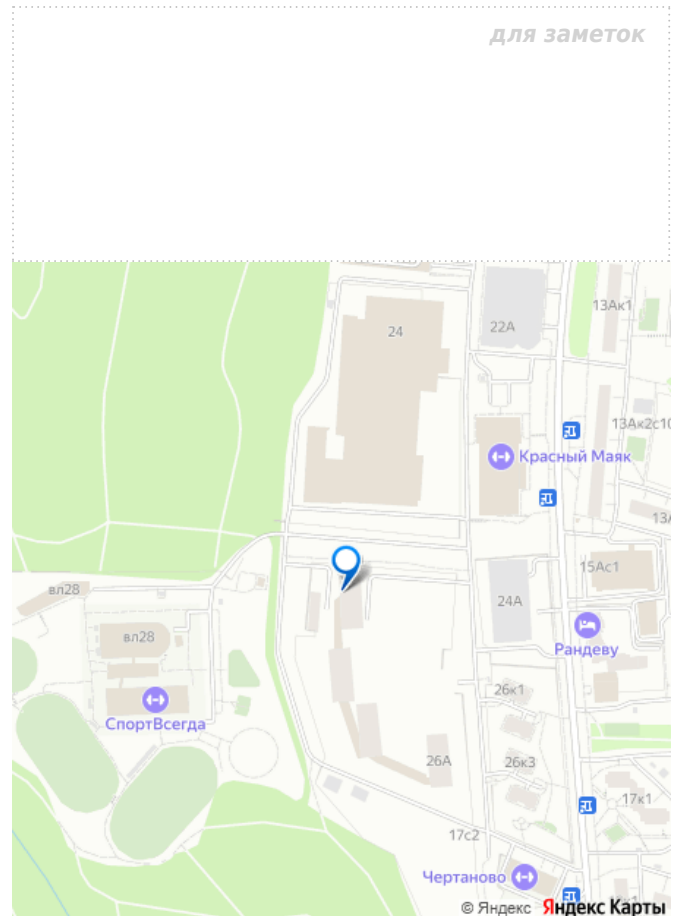 для заметок
13Ак1
24
22А
13Ак2с10
Красный Маяк
13А
15Ас1
вл28
24А
вл28
Рандеву
26к1
СпортВсегда
26А
26к3
17к1
17с2
Чертаново
© Яндекс Яндекс Карты